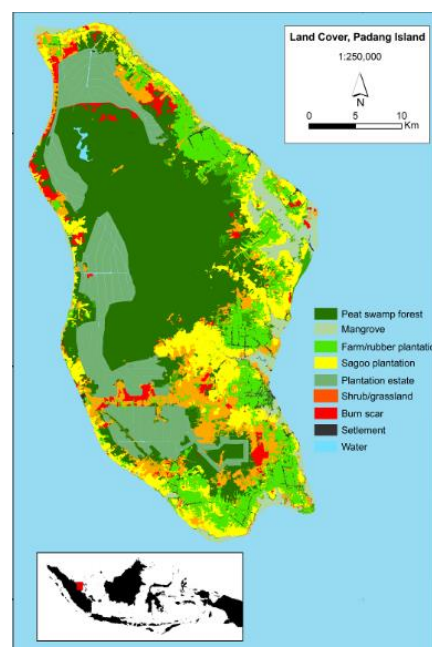 Land Cover, Padang Island
1:250,000
N
0 5 10
Km
Peat swamp forest
Mangrove
Farm/rubber plantation
Sagoo plantation
Plantation estate
Shrub/grassland
Burn scar
Setlement
Water